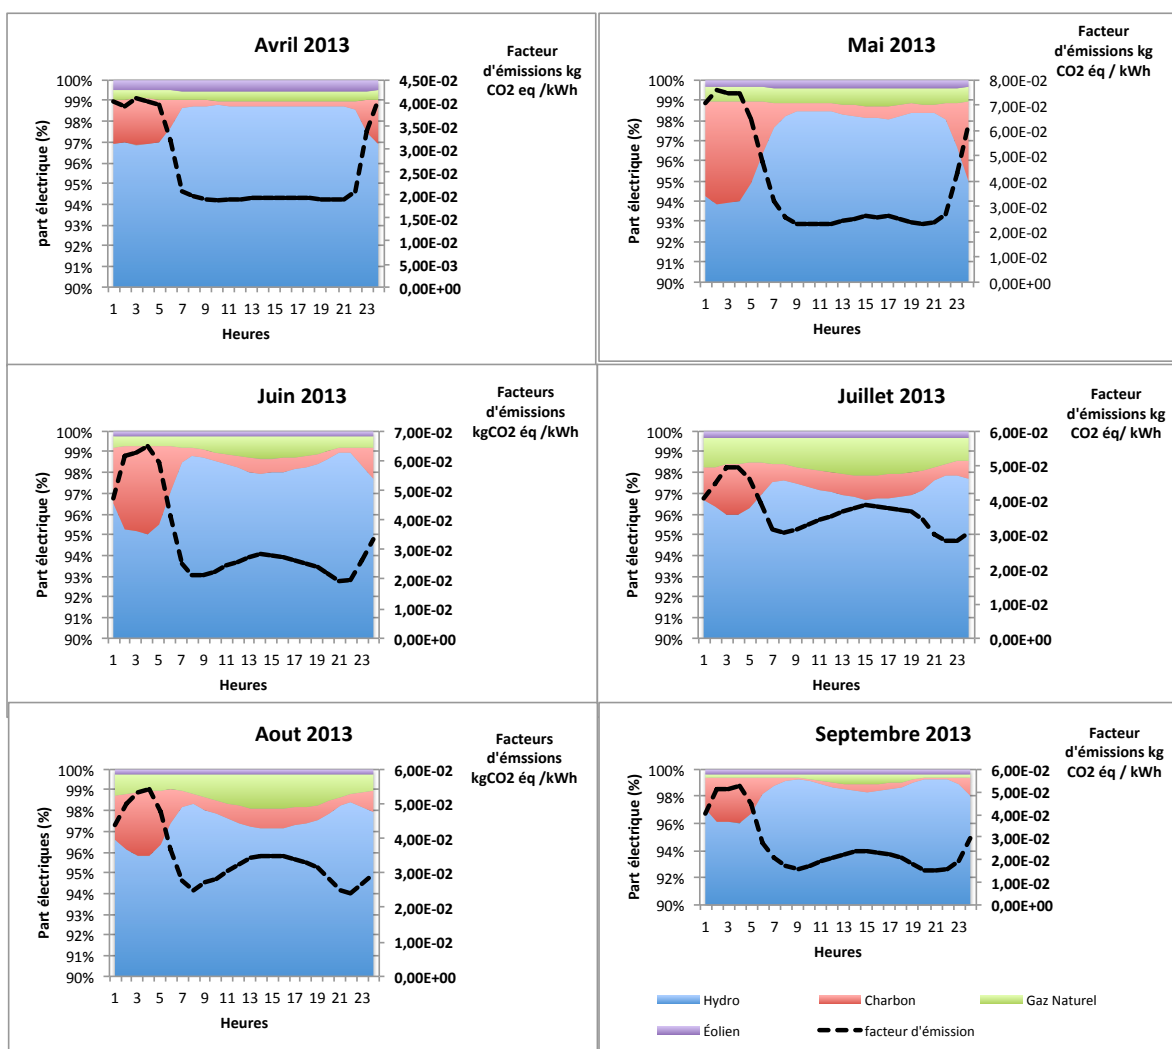 Avril 2013
Facteur
d'émissions kg
CO2 eq /kWh
part électrique (%)
100%
99%
98%
97%
96%
95%
94%
93%
92%
91%
90%
4,50E-02
4,00E-02
3,50E-02
3,00E-02
2,50E-02
2,00E-02
1,50E-02
1,00E-02
5,00E-03
0,00E+00
1 3 5 7 9 11 13 15 17 19 21 23
Heures
Mai 2013
Facteur
d'émissions kg
CO2 éq / kWh
Part électrique (%)
100%
99%
98%
97%
96%
95%
94%
93%
92%
91%
90%
8,00E-02
7,00E-02
6,00E-02
5,00E-02
4,00E-02
3,00E-02
2,00E-02
1,00E-02
0,00E+00
1 3 5 7 9 11 13 15 17 19 21 23
Heures
Juin 2013
Facteurs
d'émissions
kgCO2 éq /kWh
Part électrique (%)
100%
99%
98%
97%
96%
95%
94%
93%
92%
91%
90%
7,00E-02
6,00E-02
5,00E-02
4,00E-02
3,00E-02
2,00E-02
1,00E-02
0,00E+00
1 3 5 7 9 11 13 15 17 19 21 23
Heures
Juillet 2013
Facteur
d'émissions kg
CO2 éq/ kWh
Part électrique (%)
100%
99%
98%
97%
96%
95%
94%
93%
92%
91%
90%
6,00E-02
5,00E-02
4,00E-02
3,00E-02
2,00E-02
1,00E-02
0,00E+00
1 3 5 7 9 11 13 15 17 19 21 23
Heures
Aout 2013
Facteurs
d'émssions
kgCO2 éq /kWh
Part électriques (%)
100%
99%
98%
97%
96%
95%
94%
93%
92%
91%
90%
6,00E-02
5,00E-02
4,00E-02
3,00E-02
2,00E-02
1,00E-02
0,00E+00
1 3 5 7 9 11 13 15 17 19 21 23
Heures
Septembre 2013
Facteur
d'émissions kg
CO2 éq / kWh
Part électrique (%)
100%
98%
96%
94%
92%
90%
6,00E-02
5,00E-02
4,00E-02
3,00E-02
2,00E-02
1,00E-02
0,00E+00
1 3 5 7 9 11 13 15 17 19 21 23
Heures
Hydro Charbon Gaz Naturel
Éolien facteur d'émission